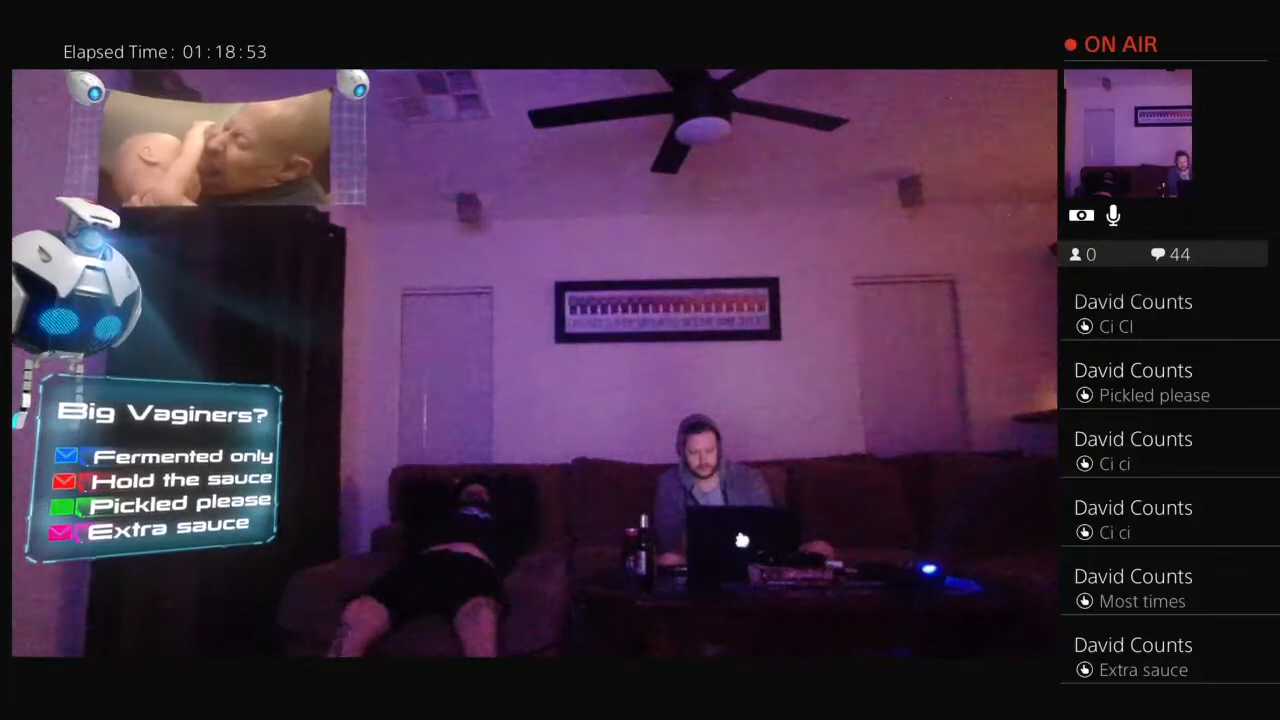 Elapsed Time: 01:18:53
ON AIR
0
44
Big Vaginers?
Fermented only
Hold the sauce
Pickled please
Extra sauce
David Counts
Ci CI
David Counts
Pickled please
David Counts
Ci ci
David Counts
Ci ci
David Counts
Most times
David Counts
Extra sauce